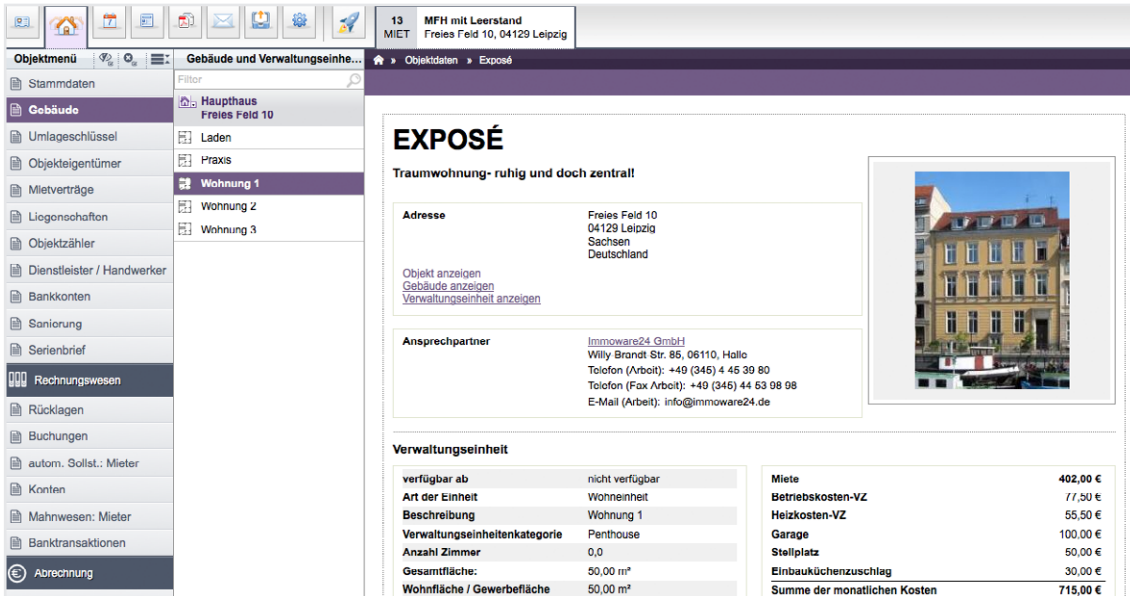 13 MFH mit Leerstand
MIET Freies Feld 10, 04129 Leipzig
Objektmenü
Gebäude und Verwaltungseinhe...
» Objektdaten » Exposé
Filter
Stammdaten
Gebäude
Umlageschlüssel
Objekteigentümer
Mietverträge
Liegenschaften
Objektzähler
Dienstleister / Handwerker
Bankkonten
Sanierung
Serienbrief
Rechnungswesen
Rücklagen
Buchungen
autom. Sollst.: Mieter
Konten
Mahnwesen: Mieter
Banktransaktionen
Abrechnung
Haupthaus
Freies Feld 10
Laden
Praxis
Wohnung 1
Wohnung 2
Wohnung 3
EXPOSÉ
Traumwohnung- ruhig und doch zentral!
Adresse Freies Feld 10
04129 Leipzig
Sachsen
Deutschland
Objekt anzeigen
Gebäude anzeigen
Verwaltungseinheit anzeigen
Ansprechpartner Immoware24 GmbH
Willy Brandt Str. 85, 06110, Halle
Telefon (Arbeit): +49 (345) 4 45 39 80
Telefon (Fax Arbeit): +49 (345) 44 53 98 98
E-Mail (Arbeit): info@immoware24.de
Verwaltungseinheit
verfügbar ab nicht verfügbar
Art der Einheit Wohneinheit
Beschreibung Wohnung 1
Verwaltungseinheitenkategorie Penthouse
Anzahl Zimmer 0,0
Gesamtfläche: 50,00 m²
Wohnfläche / Gewerbefläche 50,00 m²
Miete 402,00 €
Betriebskosten-VZ 77,50 €
Heizkosten-VZ 55,50 €
Garage 100,00 €
Stellplatz 50,00 €
Einbauküchenzuschlag 30,00 €
Summe der monatlichen Kosten 715,00 €